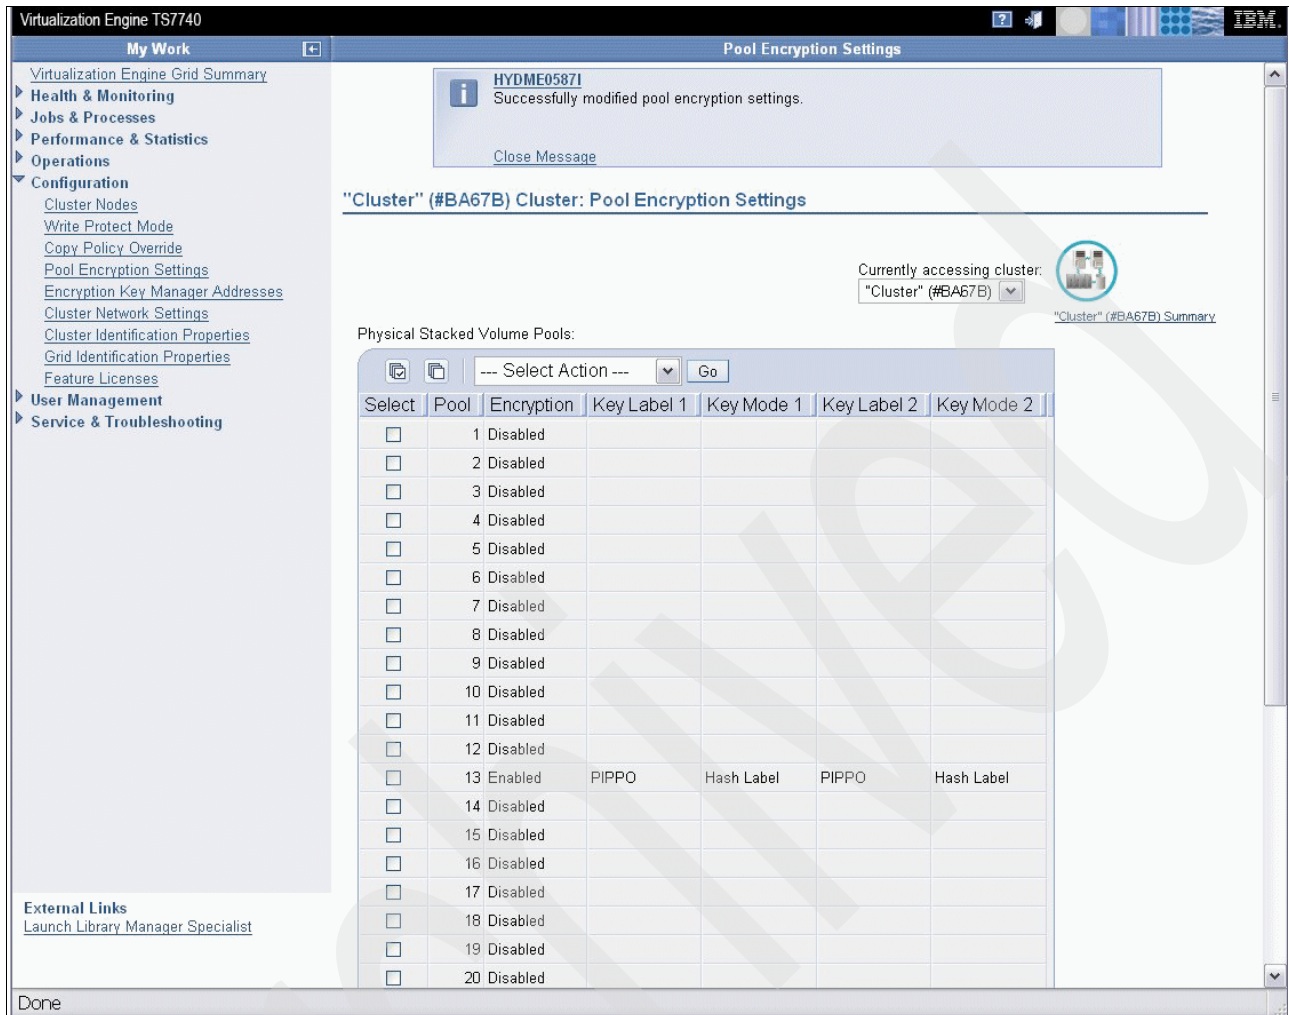 Virtualization Engine TS7740
?
IBM.
My Work
Pool Encryption Settings
Virtualization Engine Grid Summary
Health & Monitoring
Jobs & Processes
Performance & Statistics
Operations
Configuration
Cluster Nodes
Write Protect Mode
Copy Policy Override
Pool Encryption Settings
Encryption Key Manager Addresses
Cluster Network Settings
Cluster Identification Properties
Grid Identification Properties
Feature Licenses
User Management
Service & Troubleshooting
External Links
Launch Library Manager Specialist
i
HYDME0587I
Successfully modified pool encryption settings.
Close Message
"Cluster" (#BA67B) Cluster: Pool Encryption Settings
Currently accessing cluster:
"Cluster" (#BA67B)
"Cluster" (#BA67B) Summary
Physical Stacked Volume Pools:
--- Select Action --- Go
Select Pool Encryption Key Label 1 Key Mode 1 Key Label 2 Key Mode 2
1 Disabled
2 Disabled
3 Disabled
4 Disabled
5 Disabled
6 Disabled
7 Disabled
8 Disabled
9 Disabled
10 Disabled
11 Disabled
12 Disabled
13 Enabled PIPPO Hash Label PIPPO Hash Label
14 Disabled
15 Disabled
16 Disabled
17 Disabled
18 Disabled
19 Disabled
20 Disabled
Done